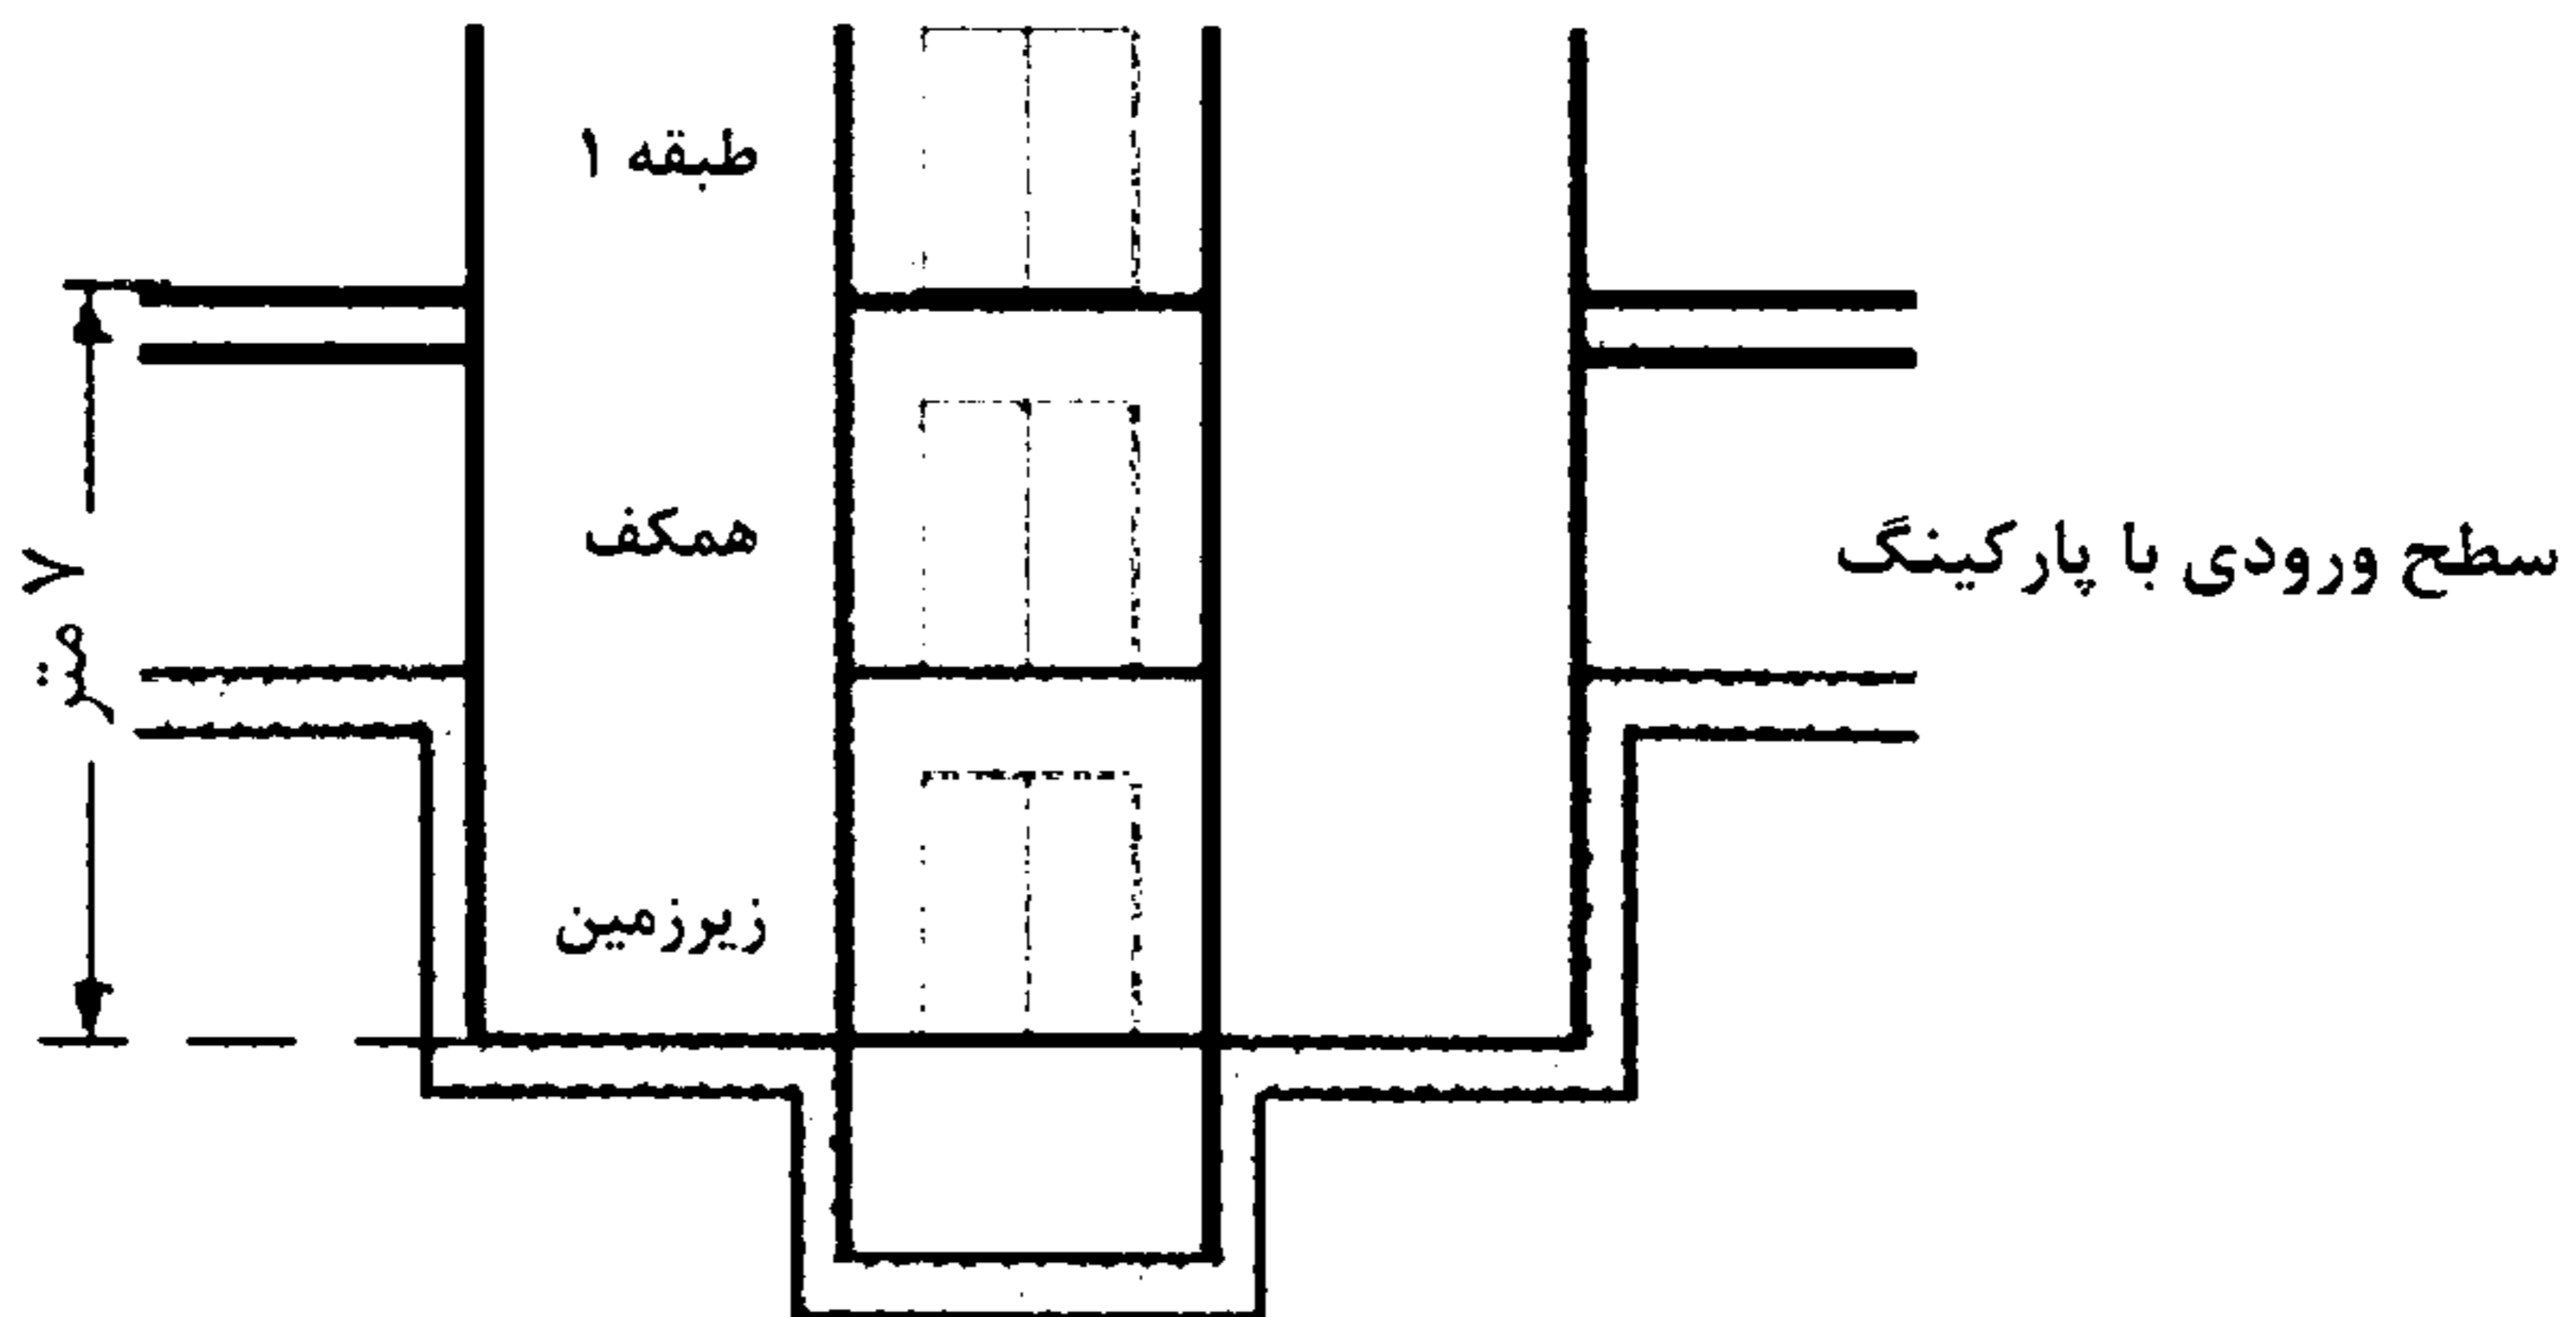 طبقه ۱
همکف
سطح ورودی با پارکینگ
۷ متر
زیرزمین